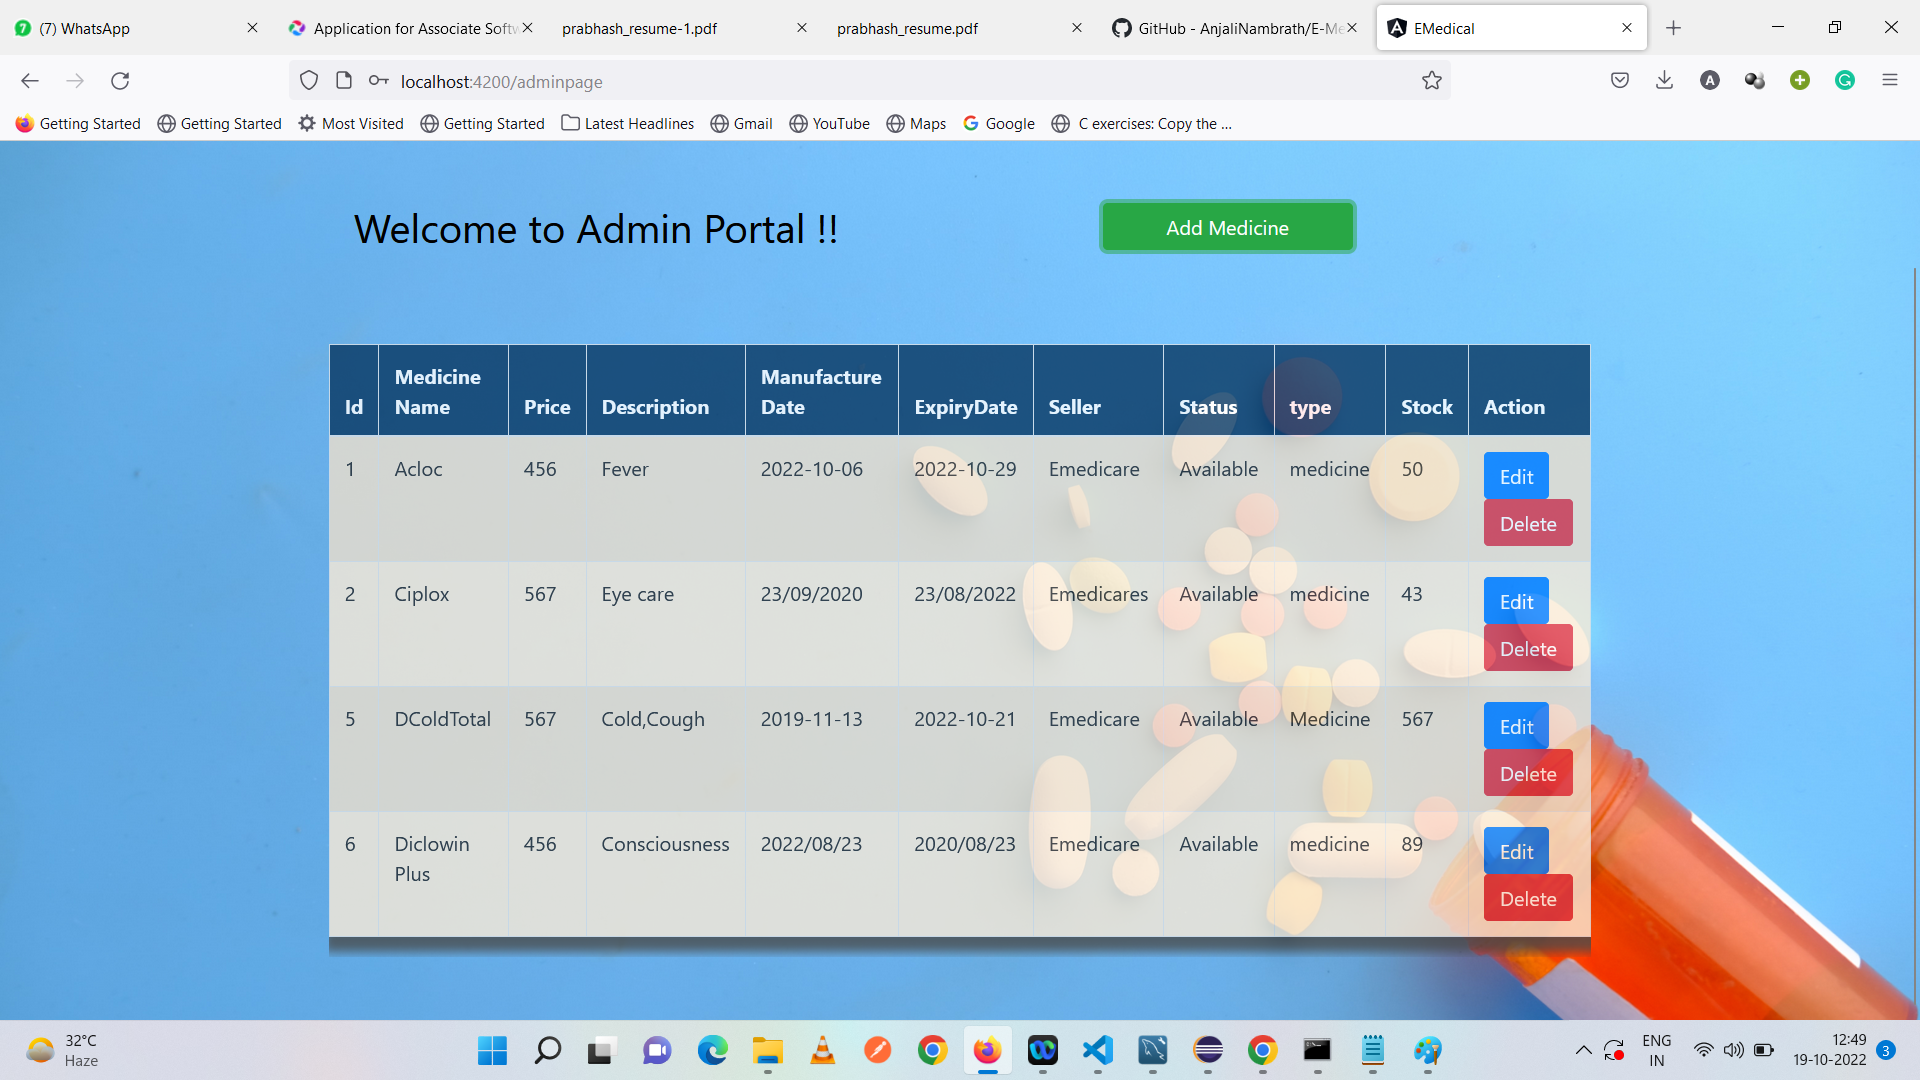 (7) WhatsApp
Application for Associate Softw
prabhash_resume-1.pdf
prabhash_resume.pdf
GitHub - AnjaliNambrath/E-Me
EMedical
localhost:4200/adminpage
Getting Started
Getting Started
Most Visited
Getting Started
Latest Headlines
Gmail
YouTube
Maps
Google
C exercises: Copy the ...
Welcome to Admin Portal !!
Add Medicine
Id Medicine Name Price Description Manufacture Date ExpiryDate Seller Status type Stock Action
1 Acloc 456 Fever 2022-10-06 2022-10-29 Emedicare Available medicine 50 Edit
Delete
2 Ciplox 567 Eye care 23/09/2020 23/08/2022 Emedicares Available medicine 43 Edit
Delete
5 DColdTotal 567 Cold,Cough 2019-11-13 2022-10-21 Emedicare Available Medicine 567 Edit
Delete
6 Diclowin Plus 456 Consciousness 2022/08/23 2020/08/23 Emedicare Available medicine 89 Edit
Delete
32°C
Haze
ENG
IN
12:49
19-10-2022
3